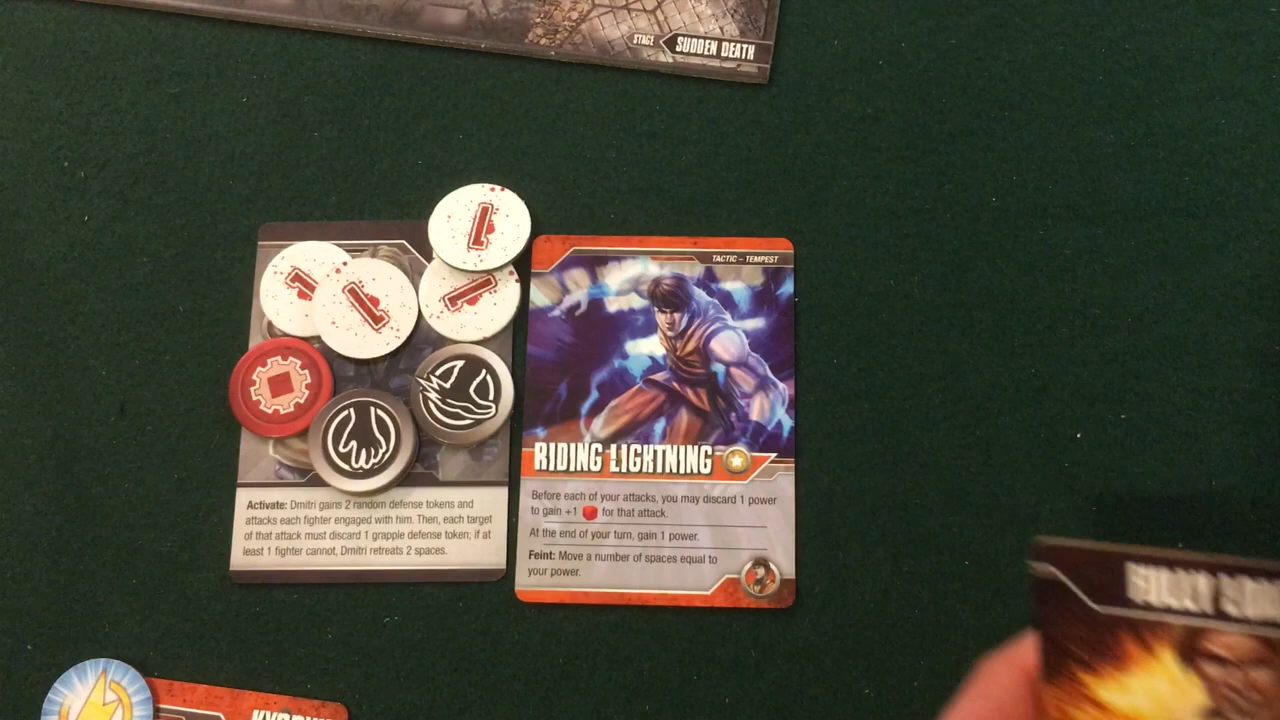 STAGE SUDDEN DEATH
1
1
1
1
Activate: Dmitri gains 2 random defense tokens and
attacks each fighter engaged with him. Then, each target
of that attack must discard 1 grapple defense token; if at
least 1 fighter cannot, Dmitri retreats 2 spaces.
TACTIC – TEMPEST
RIDING LIGHTNING
Before each of your attacks, you may discard 1 power
to gain +1 for that attack.
At the end of your turn, gain 1 power.
Feint: Move a number of spaces equal to
your power.